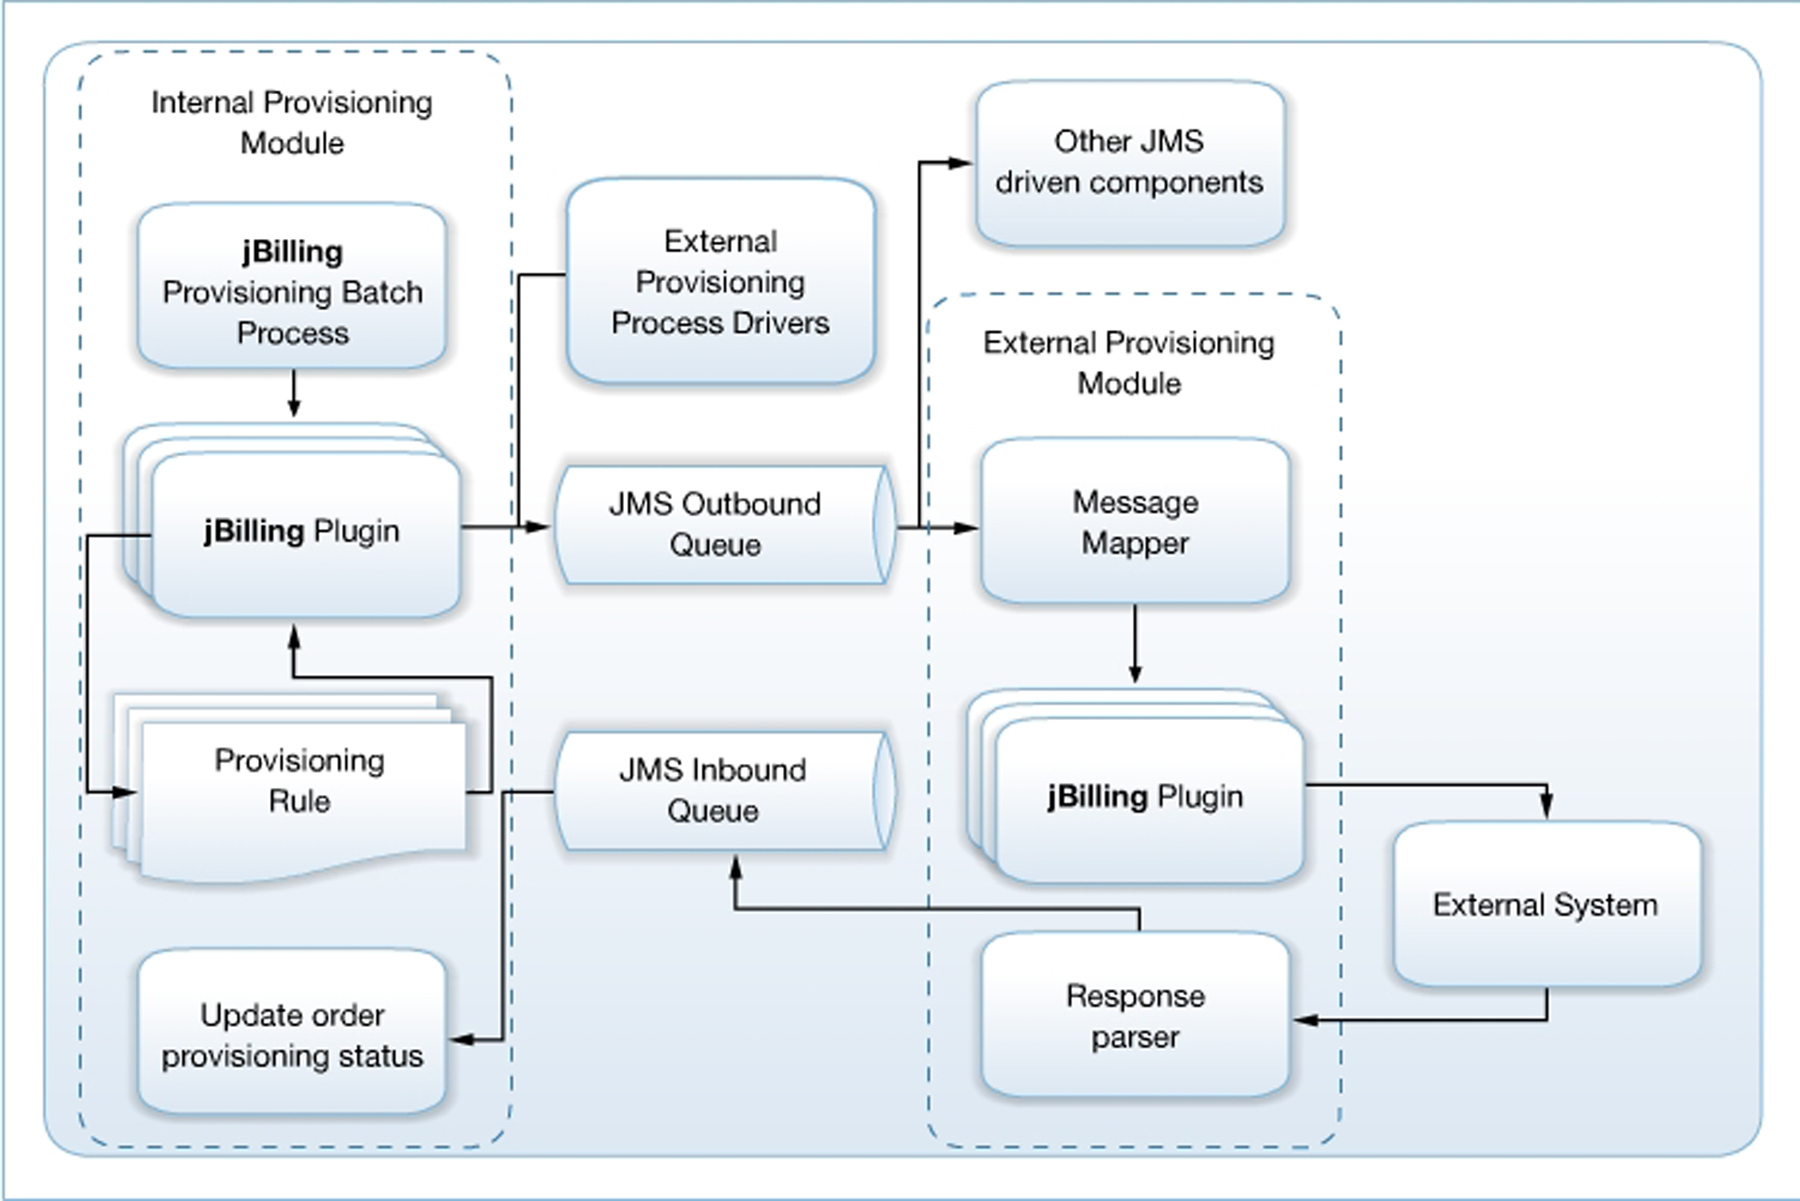 Internal Provisioning
Module
jBilling
Provisioning Batch
Process
jBilling Plugin
Provisioning
Rule
Update order
provisioning status
External
Provisioning
Process Drivers
JMS Outbound
Queue
JMS Inbound
Queue
Other JMS
driven components
External Provisioning
Module
Message
Mapper
jBilling Plugin
Response
parser
External System